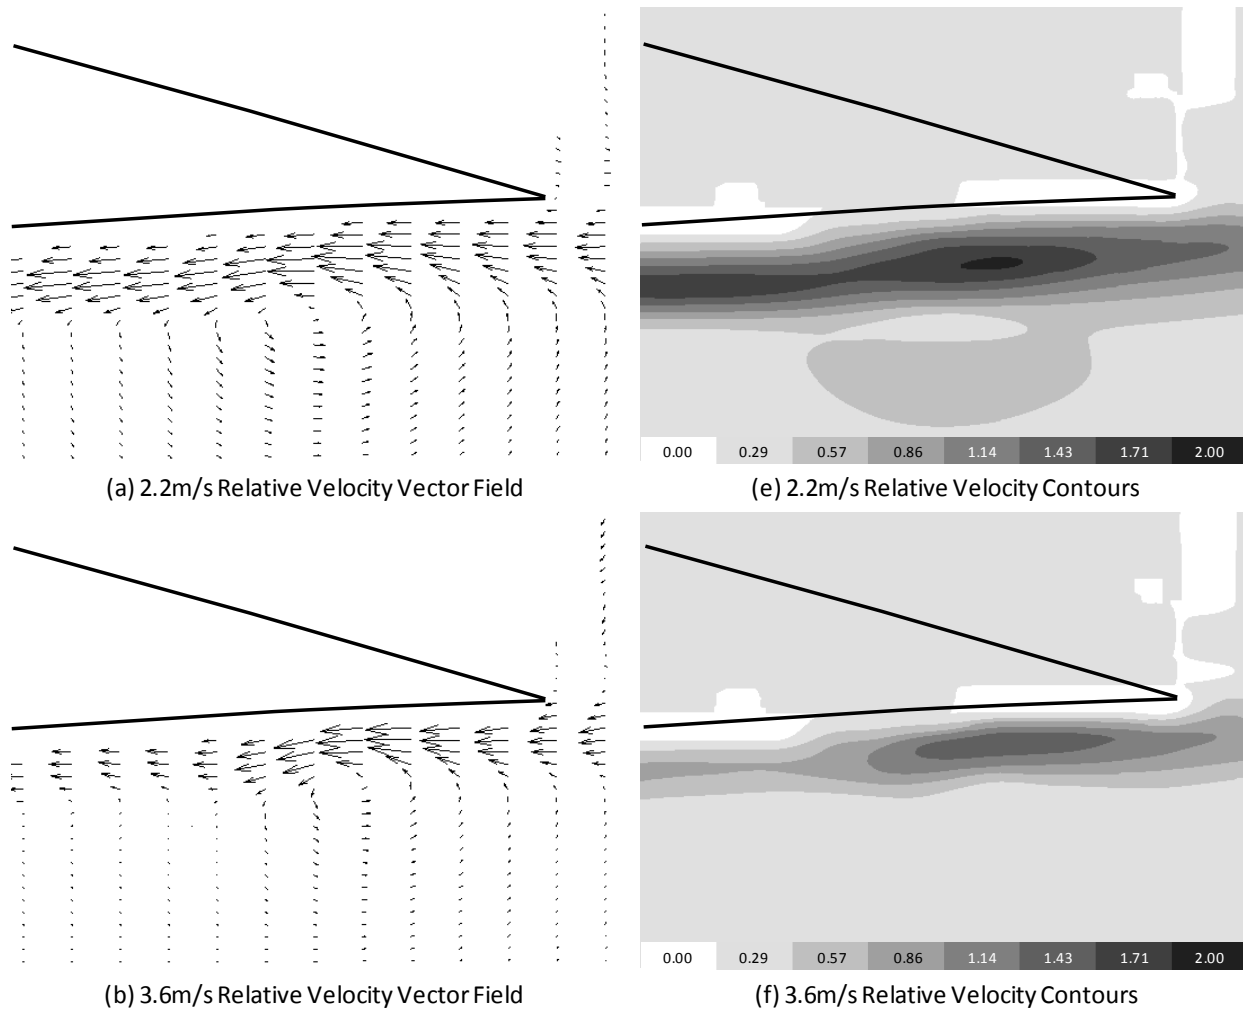 0.00 0.29 0.57 0.86 1.14 1.43 1.71 2.00
(a) 2.2m/s Relative Velocity Vector Field
(e) 2.2m/s Relative Velocity Contours
0.00 0.29 0.57 0.86 1.14 1.43 1.71 2.00
(b) 3.6m/s Relative Velocity Vector Field
(f) 3.6m/s Relative Velocity Contours